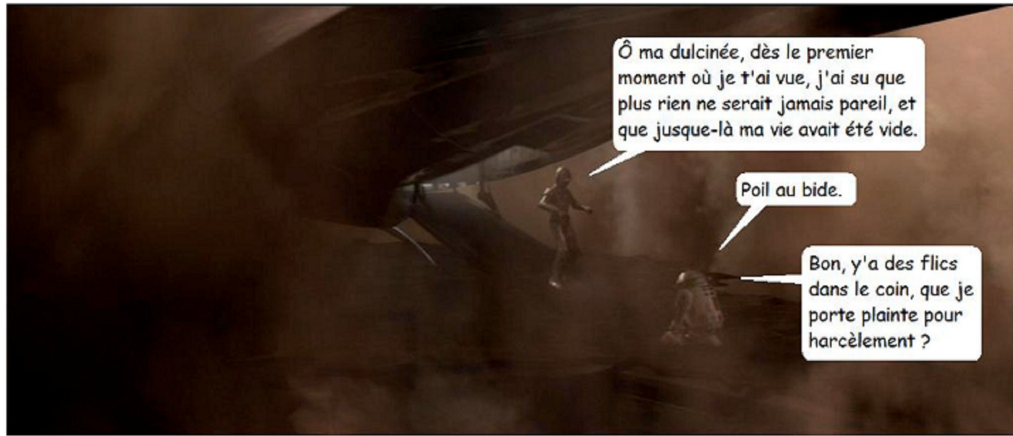 Ô ma dulcinée, dès le premier
moment où je t'ai vue, j'ai su que
plus rien ne serait jamais pareil, et
que jusque-là ma vie avait été vide.
Poil au bide.
Bon, y'a des flics
dans le coin, que je
porte plainte pour
harcèlement ?